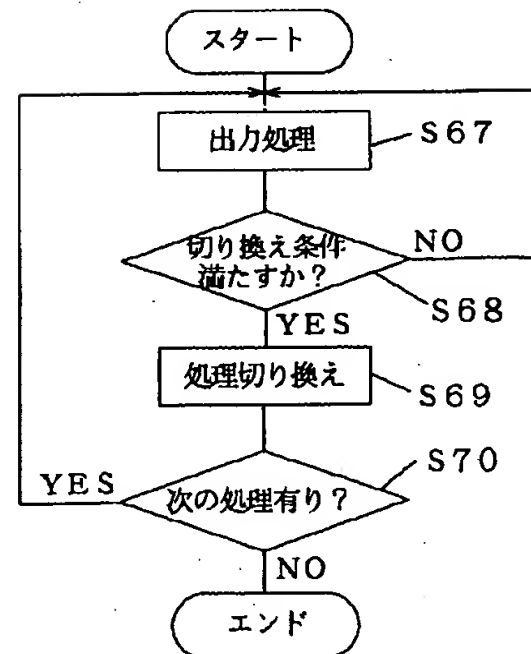 スタート
出力処理
S67
切り換え条件
満たすか?
NO
S68
YES
処理切り換え
S69
S70
YES
次の処理有り?
NO
エンド